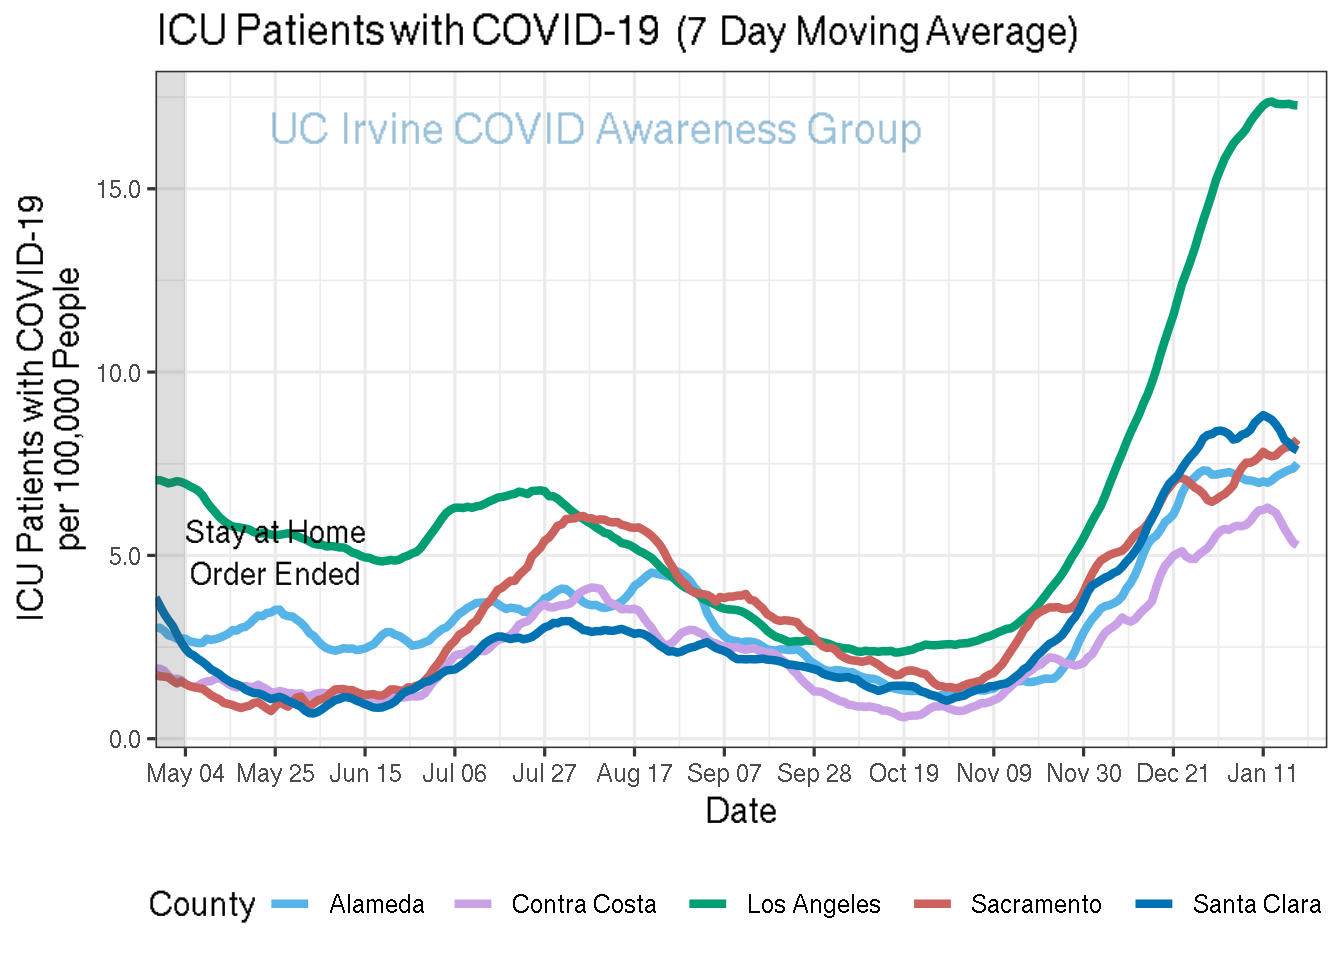 ICU Patients with COVID-19 (7 Day Moving Average)
UC Irvine COVID Awareness Group
ICU Patients with COVID-19
per 100,000 People
15.0
10.0
5.0
0.0
Stay at Home
Order Ended
May 04 May 25 Jun 15 Jul 06 Jul 27 Aug 17 Sep 07 Sep 28 Oct 19 Nov 09 Nov 30 Dec 21 Jan 11
Date
County Alameda Contra Costa Los Angeles Sacramento Santa Clara